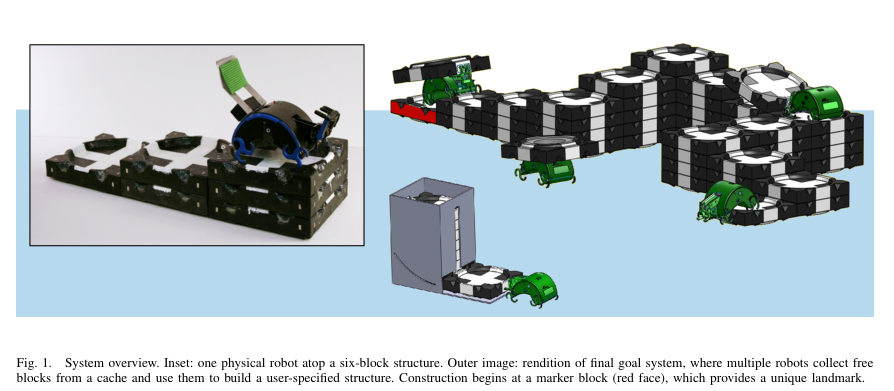 Fig. 1. System overview. Inset: one physical robot atop a six-block structure. Outer image: rendition of final goal system, where multiple robots collect free
blocks from a cache and use them to build a user-specified structure. Construction begins at a marker block (red face), which provides a unique landmark.